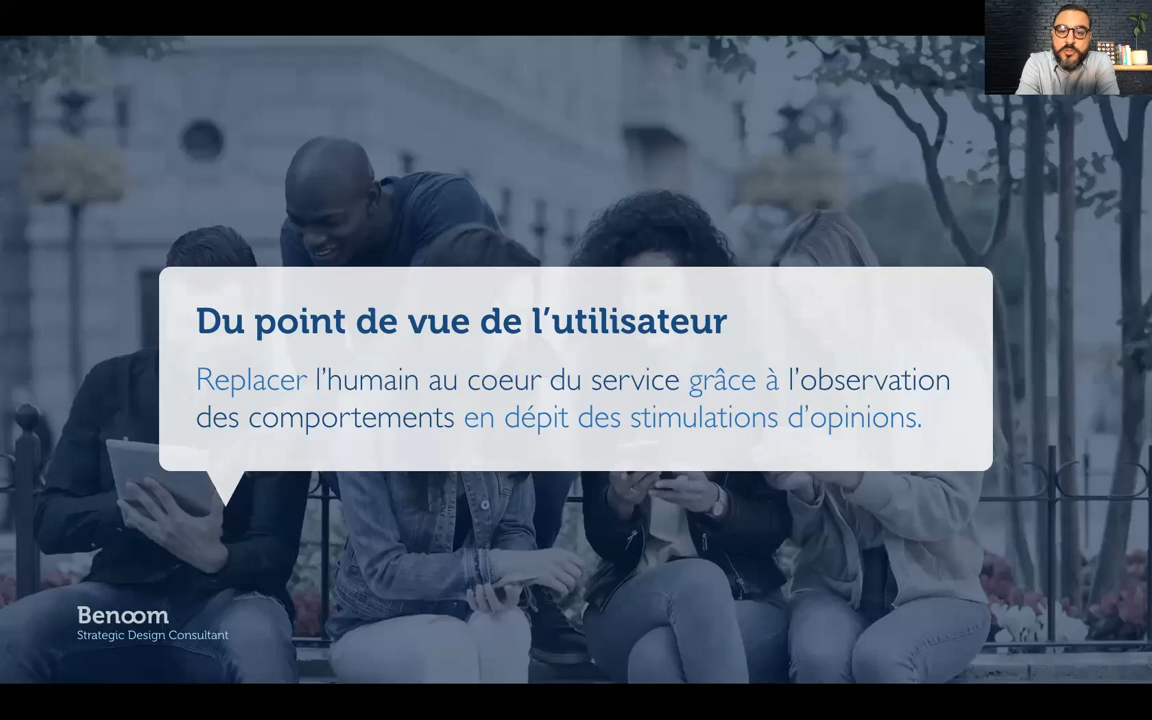 Du point de vue de l’utilisateur
Replacer l’humain au coeur du service grâce à l’observation
des comportements en dépit des stimulations d’opinions.
Benoom
Strategic Design Consultant